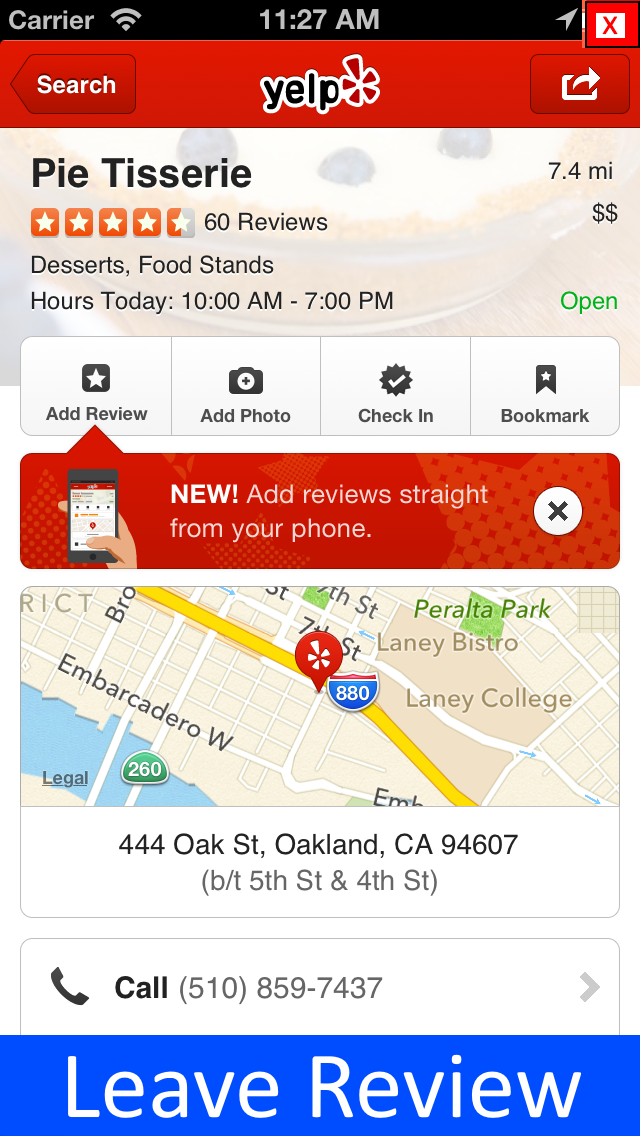 Carrier 11:27 AM X
Search yelp
Pie Tisserie 7.4 mi
60 Reviews $$
Desserts, Food Stands
Hours Today: 10:00 AM - 7:00 PM Open
Add Review Add Photo Check In Bookmark
NEW! Add reviews straight
from your phone.
RICT
Bro
St
7th St
Peralta Park
7th St
Laney Bistro
880
Laney College
Embarcadero W
260
Legal
Emb
444 Oak St, Oakland, CA 94607
(b/t 5th St & 4th St)
Call (510) 859-7437
Leave Review